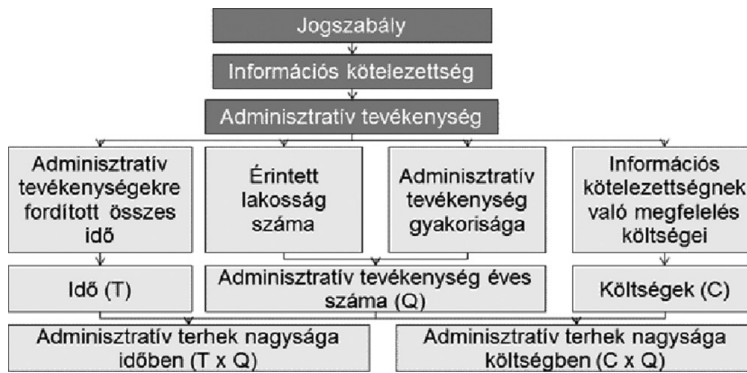 Jogszabály
Információs kötelezettség
Adminisztratív tevékenység
Adminisztratív
tevékenységekre
fordított összes
idő
Érintett
lakosság
száma
Adminisztratív
tevékenység
gyakorisága
Információs
kötelezettségnek
való megfelelés
költségei
Idő (T)
Adminisztratív tevékenység éves
száma (Q)
Költségek (C)
Adminisztratív terhek nagysága
időben (T x Q)
Adminisztratív terhek nagysága
költségben (C x Q)